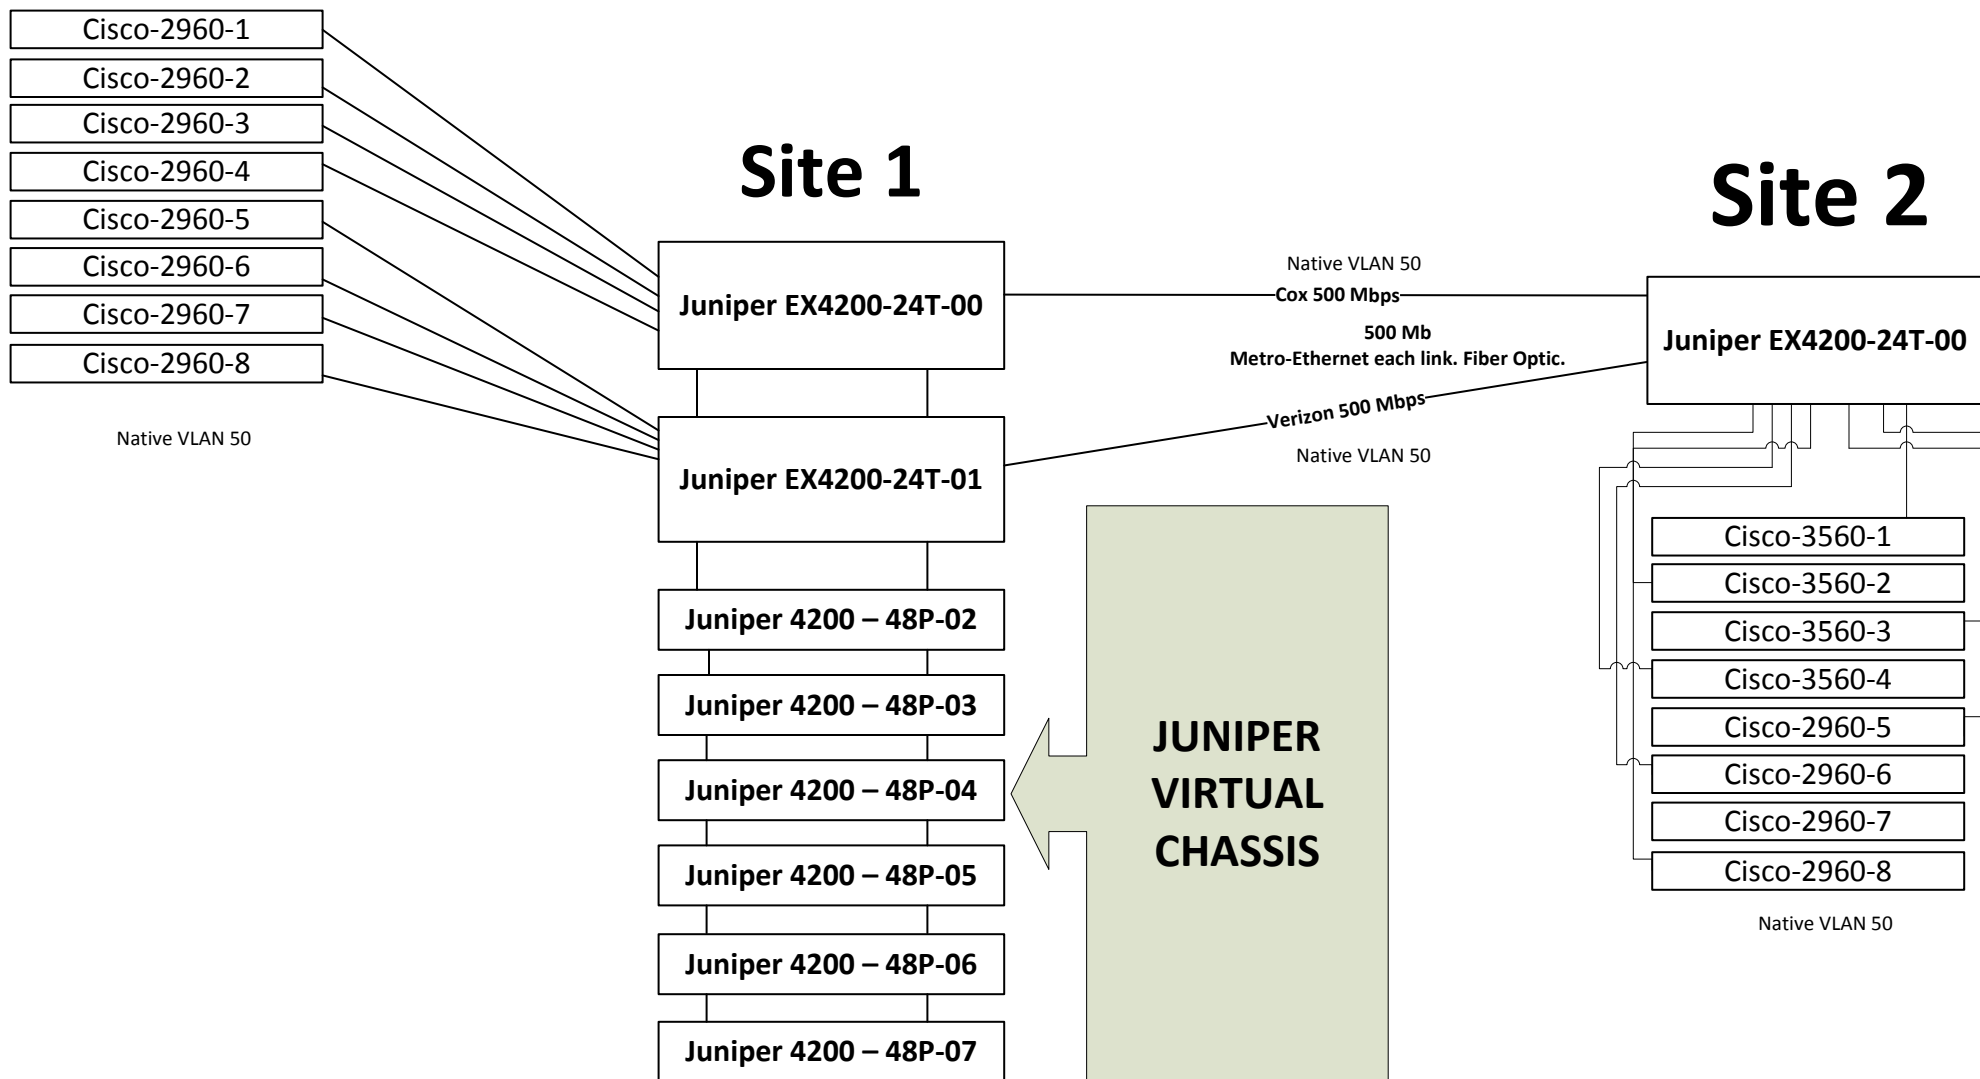 Cisco-2960-1
Cisco-2960-2
Cisco-2960-3
Cisco-2960-4
Cisco-2960-5
Cisco-2960-6
Cisco-2960-7
Cisco-2960-8
Native VLAN 50
Site 1
Juniper EX4200-24T-00
Juniper EX4200-24T-01
Juniper 4200 – 48P-02
Juniper 4200 – 48P-03
Juniper 4200 – 48P-04
Juniper 4200 – 48P-05
Juniper 4200 – 48P-06
Juniper 4200 – 48P-07
Native VLAN 50
Cox 500 Mbps
500 Mb
Metro-Ethernet each link. Fiber Optic.
Verizon 500 Mbps
Native VLAN 50
JUNIPER
VIRTUAL
CHASSIS
Site 2
Juniper EX4200-24T-00
Cisco-3560-1
Cisco-3560-2
Cisco-3560-3
Cisco-3560-4
Cisco-2960-5
Cisco-2960-6
Cisco-2960-7
Cisco-2960-8
Native VLAN 50